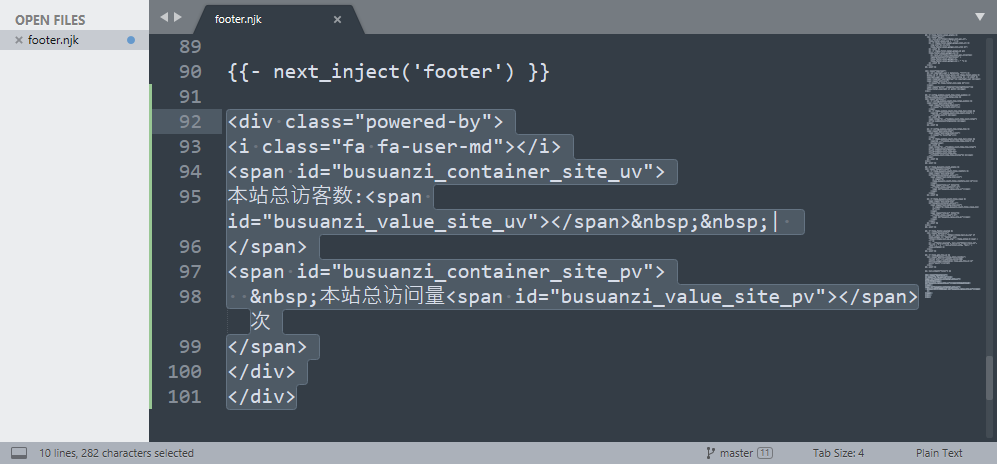 OPEN FILES
footer.njk
footer.njk
89
90 {{- next_inject('footer') }}
91
92 <div class="powered-by">
93 <i class="fa fa-user-md"></i>
94 <span id="busuanzi_container_site_uv">
95 本站总访客数:<span
id="busuanzi_value_site_uv"></span>&nbsp;&nbsp;|
96 </span>
97 <span id="busuanzi_container_site_pv">
98 &nbsp;本站总访问量<span id="busuanzi_value_site_pv"></span>
次
99 </span>
100 </div>
101 </div>
10 lines, 282 characters selected
master 11
Tab Size: 4
Plain Text